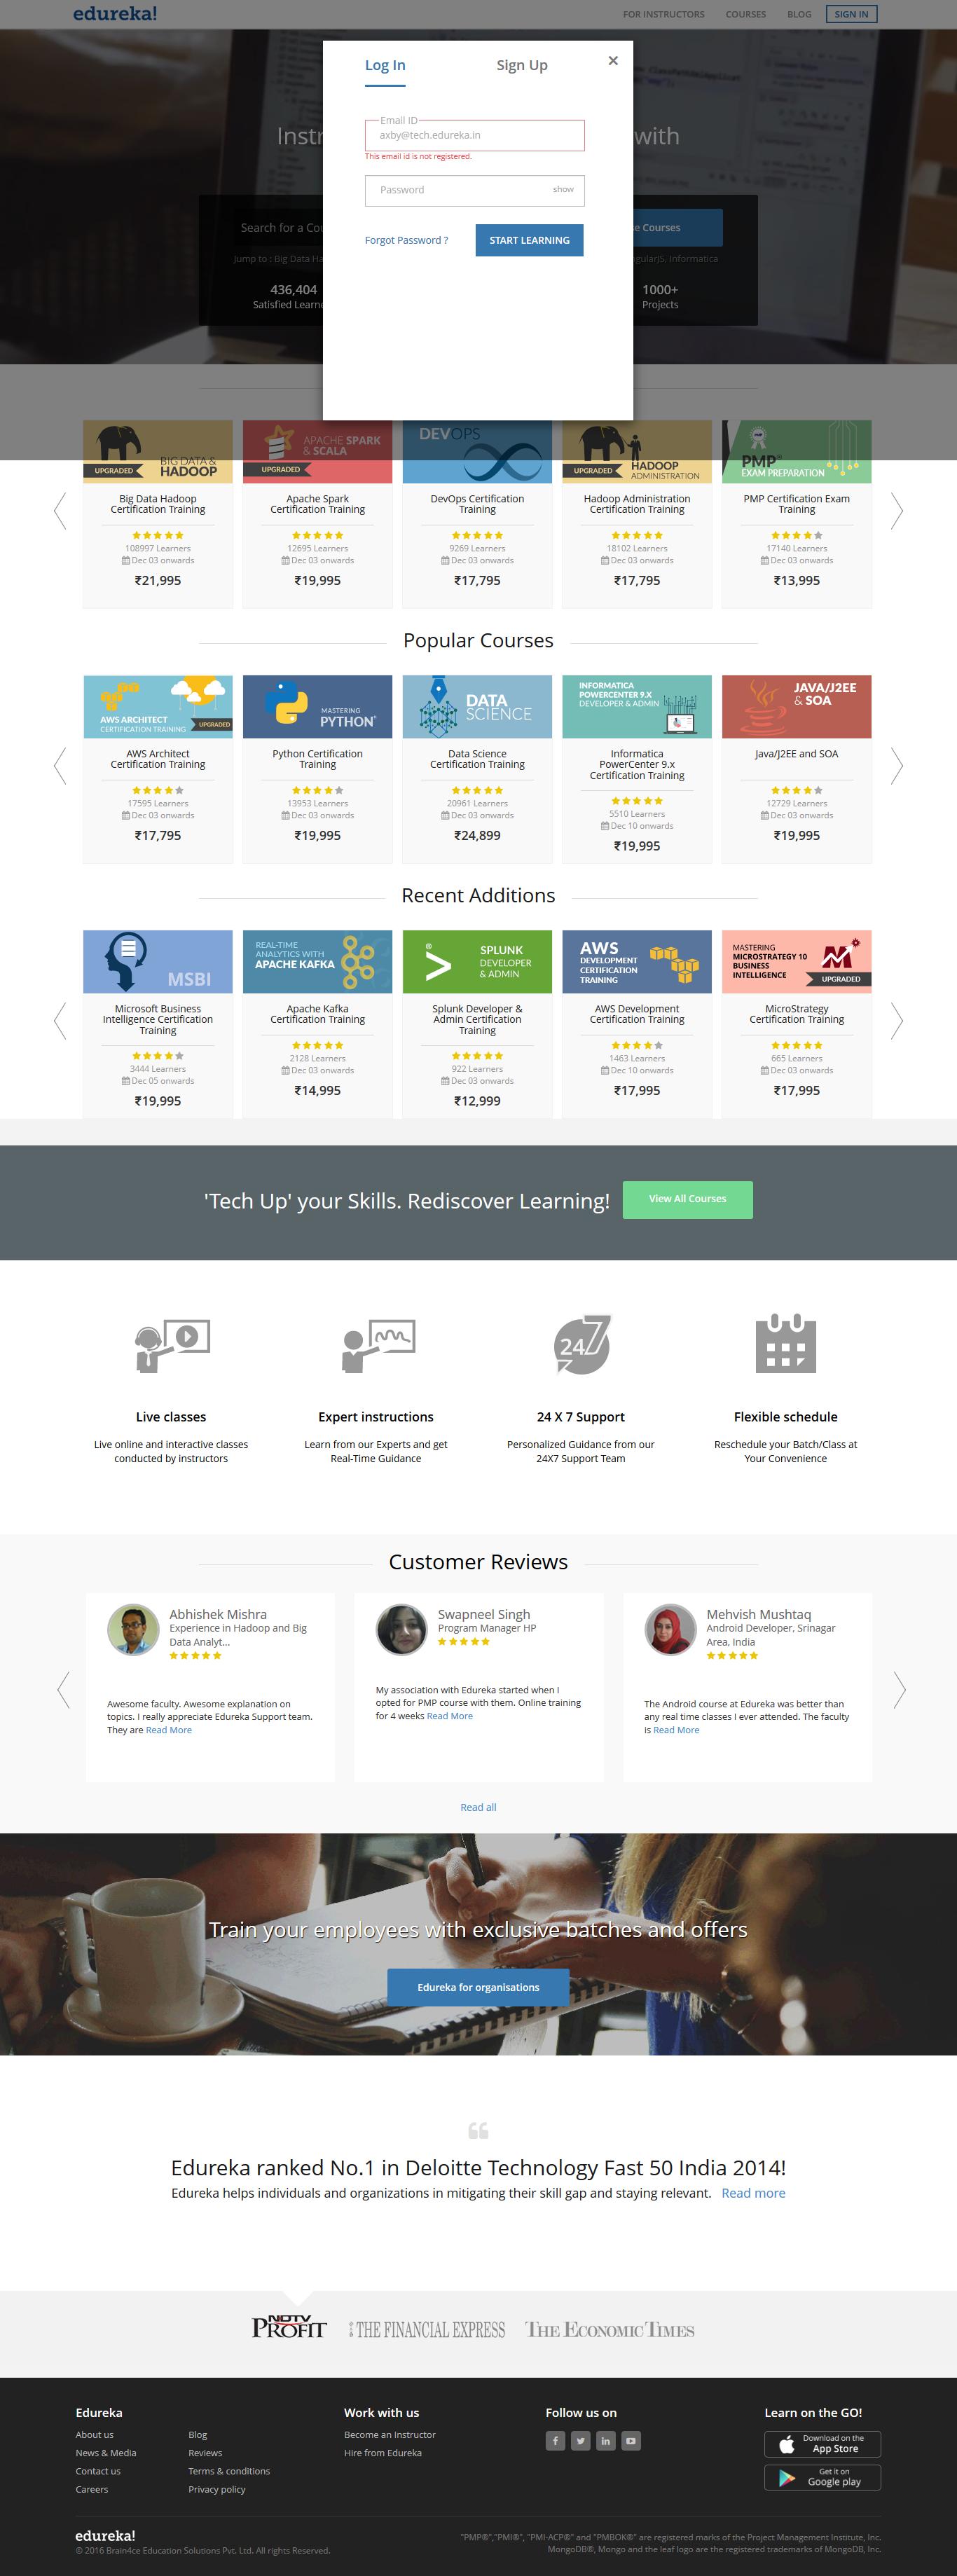 edureka!
FOR INSTRUCTORS COURSES BLOG SIGN IN
Log In Sign Up ×
Instr with
Email ID
axby@tech.edureka.in
This email id is not registered.
Password show
Search for a Cou e Courses
Forgot Password ? START LEARNING
Jump to : Big Data Ha gularJS, Informatica
436,404 1000+
Satisfied Learne Projects
UPGRADED BIG DATA & HADOOP
APACHE SPARK & SCALA UPGRADED
DEVOPS
UPGRADED HADOOP ADMINISTRATION
PMP® EXAM PREPARATION
Big Data Hadoop
Certification Training
108997 Learners
Dec 03 onwards
₹21,995
Apache Spark
Certification Training
12695 Learners
Dec 03 onwards
₹19,995
DevOps Certification
Training
9269 Learners
Dec 03 onwards
₹17,795
Hadoop Administration
Certification Training
18102 Learners
Dec 03 onwards
₹17,795
PMP Certification Exam
Training
17140 Learners
Dec 03 onwards
₹13,995
Popular Courses
AWS ARCHITECT
CERTIFICATION TRAINING UPGRADED
AWS Architect
Certification Training
17595 Learners
Dec 03 onwards
₹17,795
MASTERING
PYTHON
Python Certification
Training
13953 Learners
Dec 03 onwards
₹19,995
DATA
SCIENCE
Data Science
Certification Training
20961 Learners
Dec 03 onwards
₹24,899
INFORMATICA
POWERCENTER 9.X
DEVELOPER & ADMIN
Informatica
PowerCenter 9.x
Certification Training
5510 Learners
Dec 10 onwards
₹19,995
JAVA/J2EE
& SOA
Java/J2EE and SOA
12729 Learners
Dec 03 onwards
₹19,995
Recent Additions
MSBI
Microsoft Business
Intelligence Certification
Training
3444 Learners
Dec 05 onwards
₹19,995
REAL-TIME
ANALYTICS WITH
APACHE KAFKA
Apache Kafka
Certification Training
2128 Learners
Dec 03 onwards
₹14,995
SPLUNK
DEVELOPER
& ADMIN
Splunk Developer &
Admin Certification
Training
922 Learners
Dec 03 onwards
₹12,999
AWS
DEVELOPMENT
CERTIFICATION
TRAINING
AWS Development
Certification Training
1463 Learners
Dec 10 onwards
₹17,995
MASTERING
MICROSTRATEGY 10
BUSINESS
INTELLIGENCE UPGRADED
MicroStrategy
Certification Training
665 Learners
Dec 03 onwards
₹17,995
'Tech Up' your Skills. Rediscover Learning! View All Courses
24/7
Live classes
Live online and interactive classes
conducted by instructors
Expert instructions
Learn from our Experts and get
Real-Time Guidance
24 X 7 Support
Personalized Guidance from our
24X7 Support Team
Flexible schedule
Reschedule your Batch/Class at
Your Convenience
Customer Reviews
Abhishek Mishra
Experience in Hadoop and Big
Data Analyt...
Awesome faculty. Awesome explanation on
topics. I really appreciate Edureka Support team.
They are Read More
Swapneel Singh
Program Manager HP
My association with Edureka started when I
opted for PMP course with them. Online training
for 4 weeks Read More
Mehvish Mushtaq
Android Developer, Srinagar
Area, India
The Android course at Edureka was better than
any real time classes I ever attended. The faculty
is Read More
Read all
Train your employees with exclusive batches and offers
Edureka for organisations
Edureka ranked No.1 in Deloitte Technology Fast 50 India 2014!
Edureka helps individuals and organizations in mitigating their skill gap and staying relevant. Read more
NDTV PROFIT THE FINANCIAL EXPRESS THE ECONOMIC TIMES
Edureka Work with us Follow us on Learn on the GO!
About us Blog Become an Instructor
News & Media Reviews Hire from Edureka
Contact us Terms & conditions
Careers Privacy policy
Download on the
App Store
Get it on
Google play
edureka!
© 2016 Brain4ce Education Solutions Pvt. Ltd. All rights Reserved.
"PMP®","PMI®", "PMI-ACP®" and "PMBOK®" are registered marks of the Project Management Institute, Inc.
MongoDB®, Mongo and the leaf logo are the registered trademarks of MongoDB, Inc.